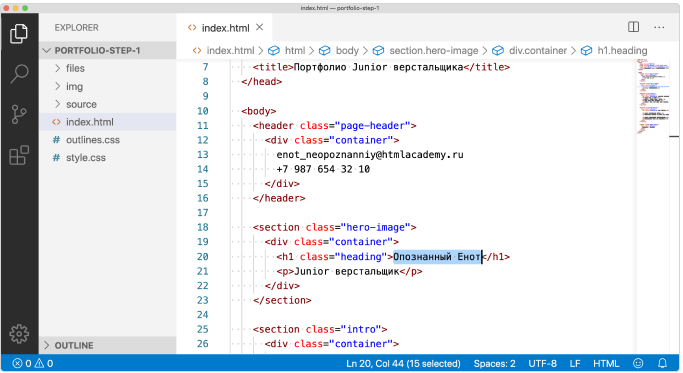 index.html — portfolio-step-1
EXPLORER
index.html
PORTFOLIO-STEP-1
index.html html body section.hero-image div.container h1.heading
files
img
source
index.html
outlines.css
style.css
7 <title>Портфолио Junior верстальщика</title>
8 </head>
9
10 <body>
11 <header class="page-header">
12 <div class="container">
13 enot_neopoznanniy@htmlacademy.ru
14 +7 987 654 32 10
15 </div>
16 </header>
17
18 <section class="hero-image">
19 <div class="container">
20 <h1 class="heading">Опознанный Енот</h1>
21 <p>Junior верстальщик</p>
22 </div>
23 </section>
24
25 <section class="intro">
26 <div class="container">
OUTLINE
0 0 Ln 20, Col 44 (15 selected) Spaces: 2 UTF-8 LF HTML